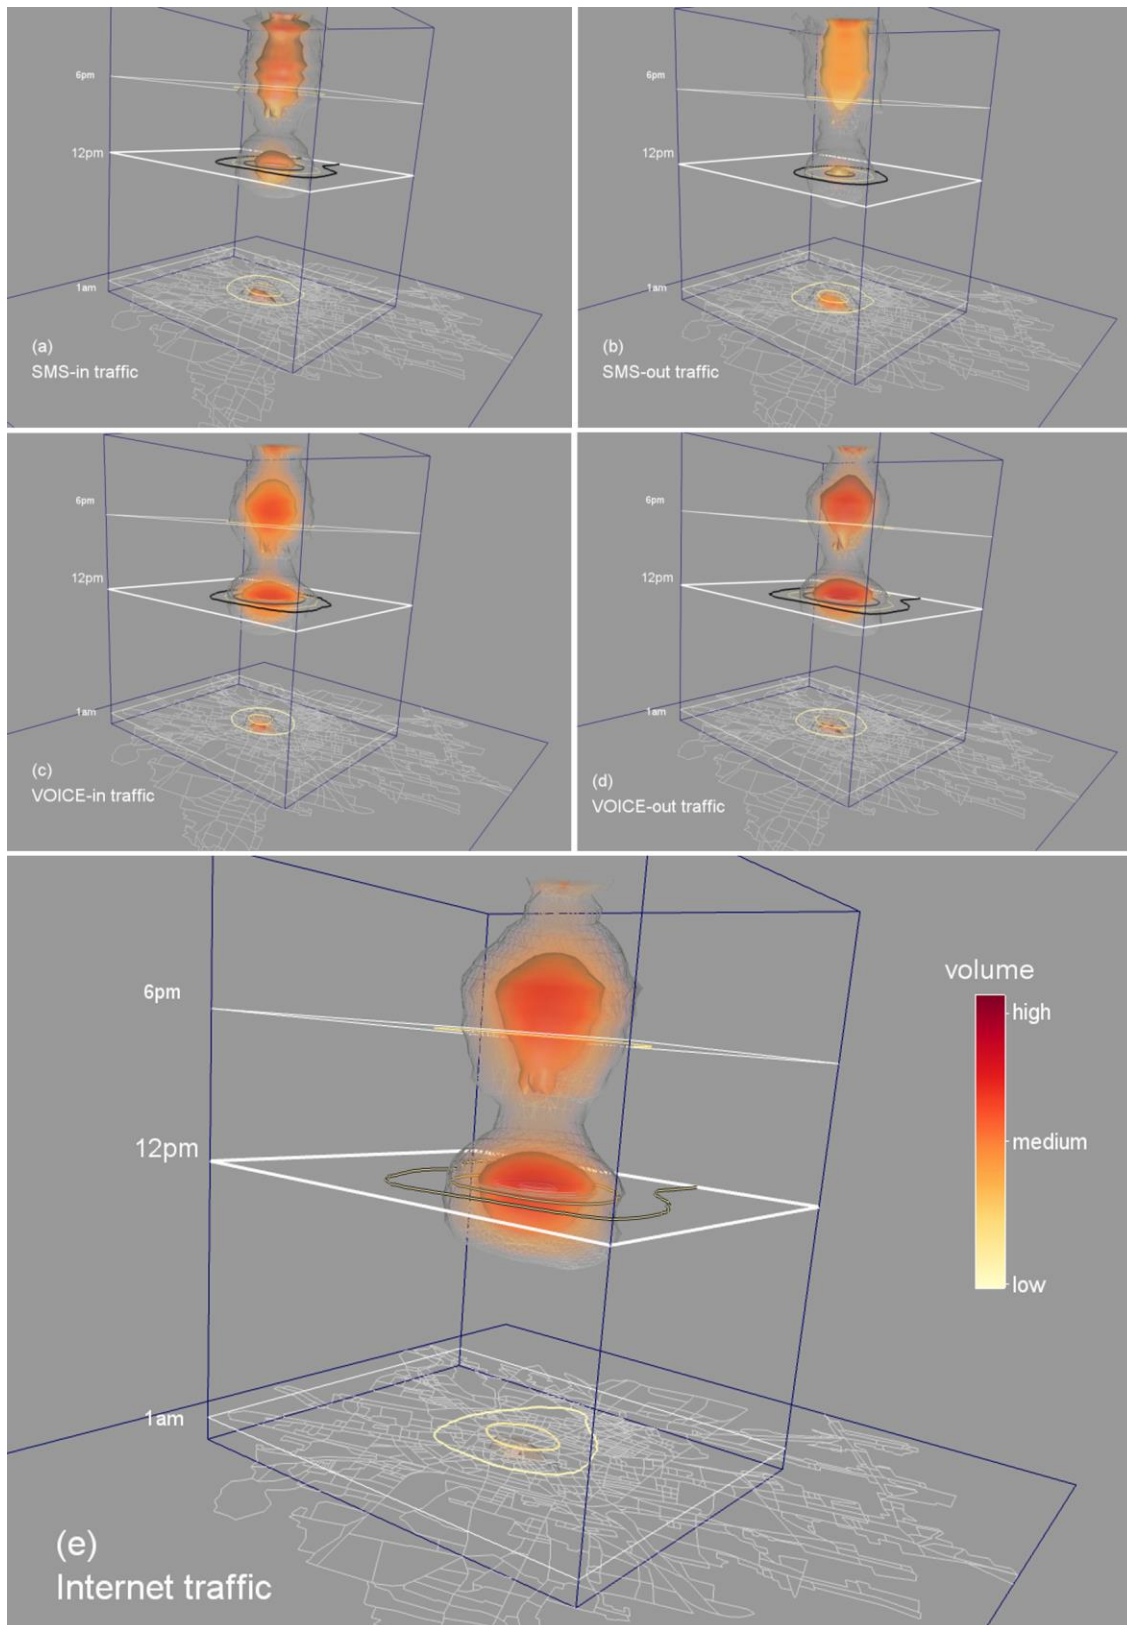 6pm
12pm
1am
(a)
SMS-in traffic
6pm
12pm
1am
(b)
SMS-out traffic
6pm
12pm
1am
(c)
VOICE-in traffic
6pm
12pm
1am
(d)
VOICE-out traffic
6pm
12pm
1am
(e)
Internet traffic
volume
high
medium
low